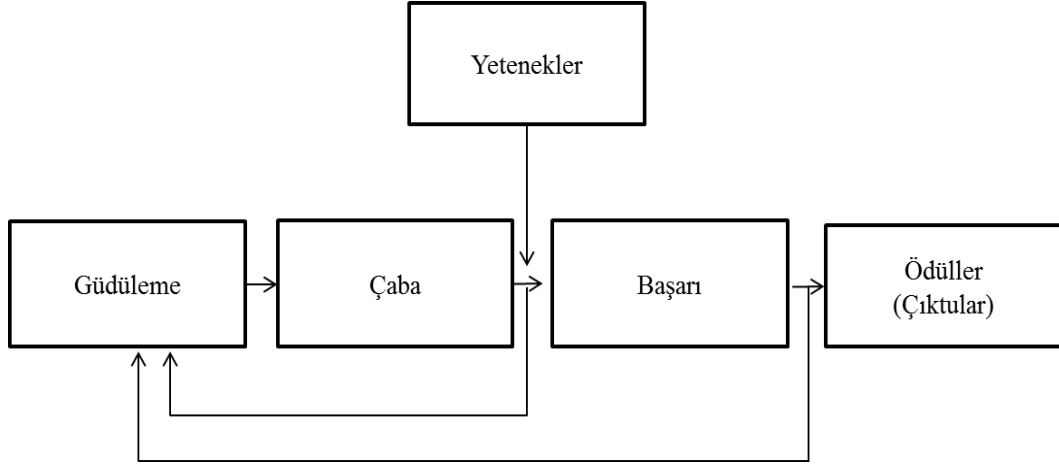 Yetenekler
Güdüleme
Çaba
Başarı
Ödüller
(Çıktular)